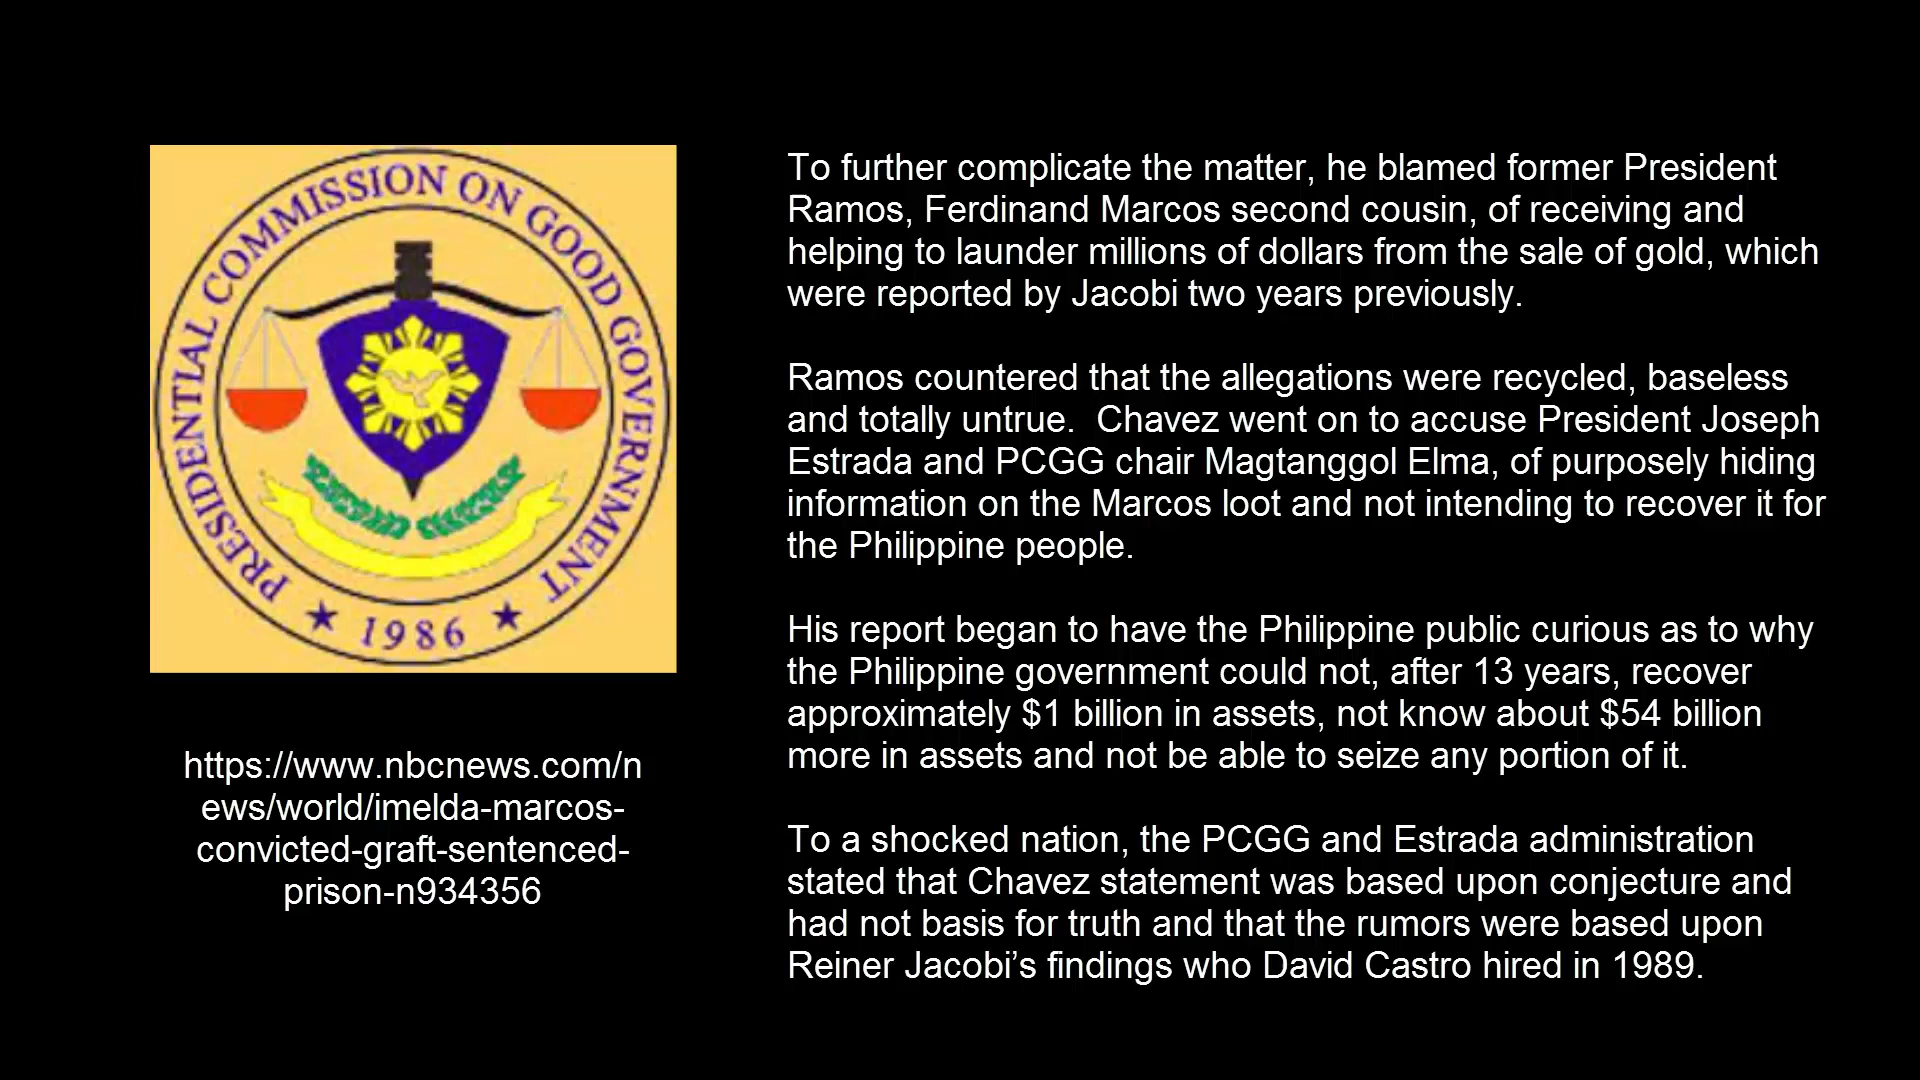 PRESIDENTIAL COMMISSION ON GOOD GOVERNMENT
★ 1986 ★
https://www.nbcnews.com/n
ews/world/imelda-marcos-
convicted-graft-sentenced-
prison-n934356
To further complicate the matter, he blamed former President
Ramos, Ferdinand Marcos second cousin, of receiving and
helping to launder millions of dollars from the sale of gold, which
were reported by Jacobi two years previously.
Ramos countered that the allegations were recycled, baseless
and totally untrue.  Chavez went on to accuse President Joseph
Estrada and PCGG chair Magtanggol Elma, of purposely hiding
information on the Marcos loot and not intending to recover it for
the Philippine people.
His report began to have the Philippine public curious as to why
the Philippine government could not, after 13 years, recover
approximately $1 billion in assets, not know about $54 billion
more in assets and not be able to seize any portion of it.
To a shocked nation, the PCGG and Estrada administration
stated that Chavez statement was based upon conjecture and
had not basis for truth and that the rumors were based upon
Reiner Jacobi’s findings who David Castro hired in 1989.